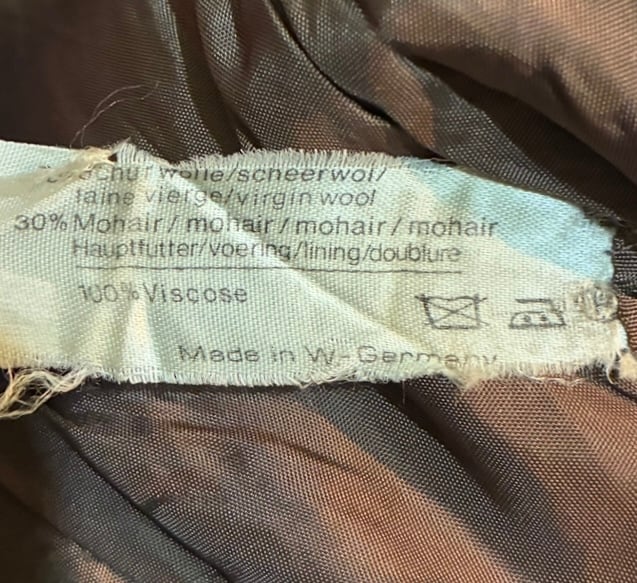 Schurwolle/scheerwol/
laine vierge/virgin wool
30% Mohair / mohair / mohair / mohair
Hauptfutter/voering/lining/doublure
100% Viscose
Made in W-Germany